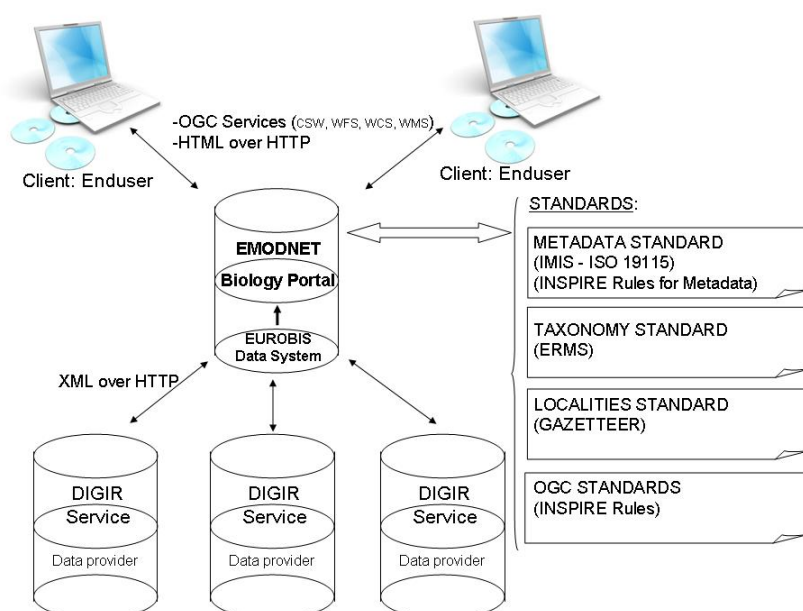 -OGC Services (CSW, WFS, WCS, WMS)
-HTML over HTTP
Client: Enduser
Client: Enduser
EMODNET
Biology Portal
EUROBIS
Data System
XML over HTTP
DIGIR
Service
Data provider
DIGIR
Service
Data provider
DIGIR
Service
Data provider
STANDARDS:
METADATA STANDARD
(IMIS - ISO 19115)
(INSPIRE Rules for Metadata)
TAXONOMY STANDARD
(ERMS)
LOCALITIES STANDARD
(GAZETTEER)
OGC STANDARDS
(INSPIRE Rules)